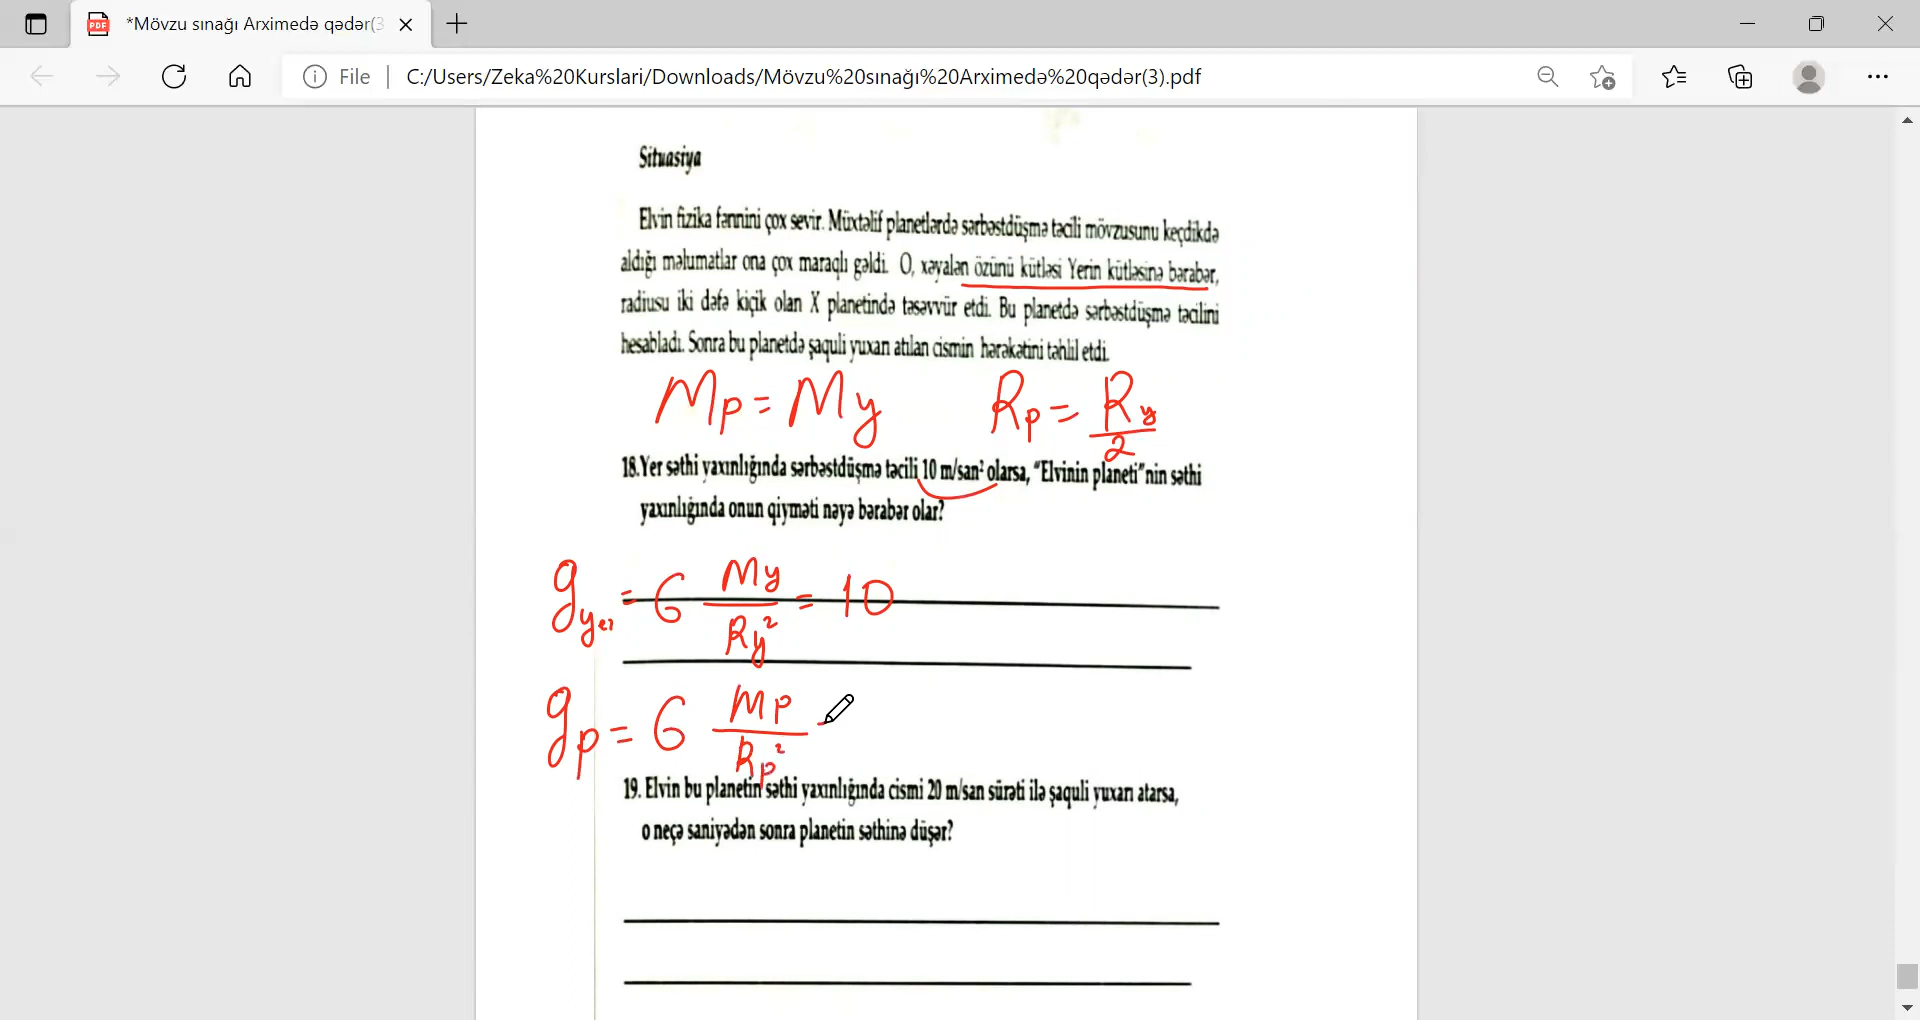 *Mövzu sınağı Arximedə qədər(3
File
C:/Users/Zeka%20Kurslari/Downloads/Mövzu%20sınağı%20Arximedə%20qədər(3).pdf
Situasiya
Elvin fizika fənnini çox sevir. Müxtəlif planetlərdə sərbəstdüşmə təcili mövzusunu keçdikdə
aldığı məlumatlar ona çox maraqlı gəldi. O, xəyalən özünü kütləsi Yerin kütləsinə bərabər,
radiusu iki dəfə kiçik olan X planetində təsəvvür etdi. Bu planetdə sərbəstdüşmə təcilini
hesabladı. Sonra bu planetdə şaquli yuxarı atılan cismin hərəkətini təhlil etdi.
Mp = My Rp = Ry/2
18. Yer səthi yaxınlığında sərbəstdüşmə təcili 10 m/san² olarsa, "Elvinin planeti"nin səthi
yaxınlığında onun qiyməti nəyə bərabər olar?
gyer = G My/Ry² = 10
gp = G Mp/Rp² -
19. Elvin bu planetin səthi yaxınlığında cismi 20 m/san sürəti ilə şaquli yuxarı atarsa,
o neçə saniyədən sonra planetin səthinə düşər?